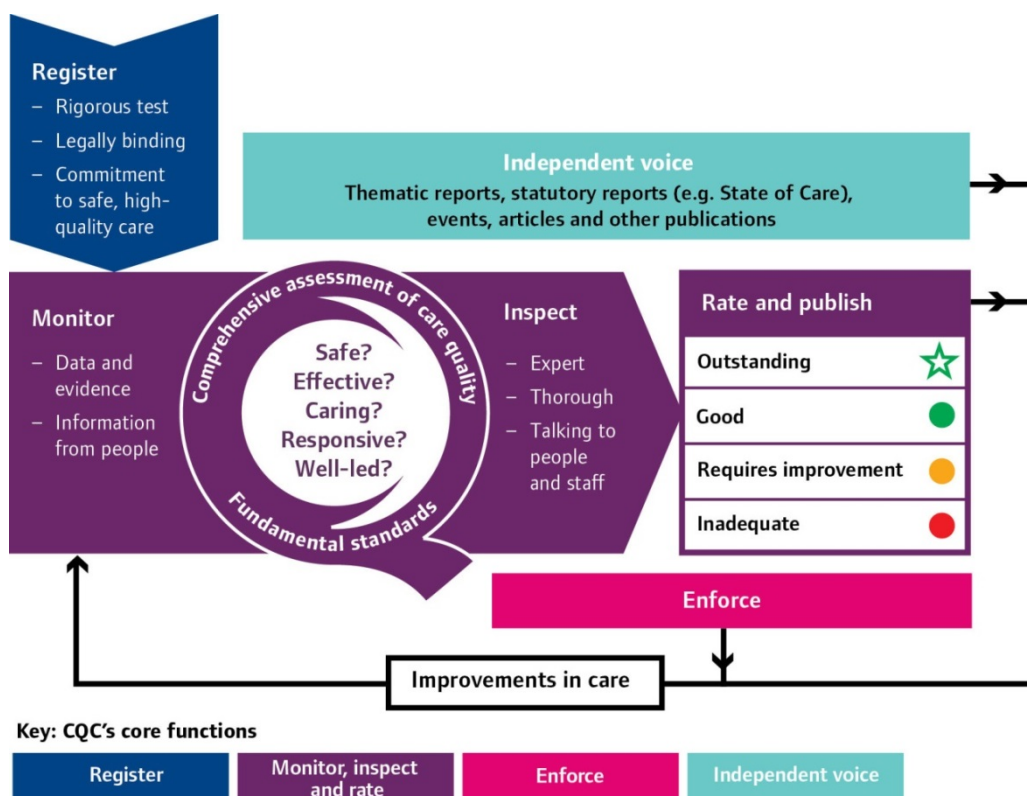 Register
– Rigorous test
– Legally binding
– Commitment
to safe, high-
quality care
Independent voice
Thematic reports, statutory reports (e.g. State of Care),
events, articles and other publications
Monitor
– Data and
evidence
– Information
from people
Comprehensive assessment of care quality
Safe?
Effective?
Caring?
Responsive?
Well-led?
Fundamental standards
Inspect
– Expert
– Thorough
– Talking to
people
and staff
Rate and publish
Outstanding
Good
Requires improvement
Inadequate
Enforce
Improvements in care
Key: CQC's core functions
Register
Monitor, inspect
and rate
Enforce
Independent voice